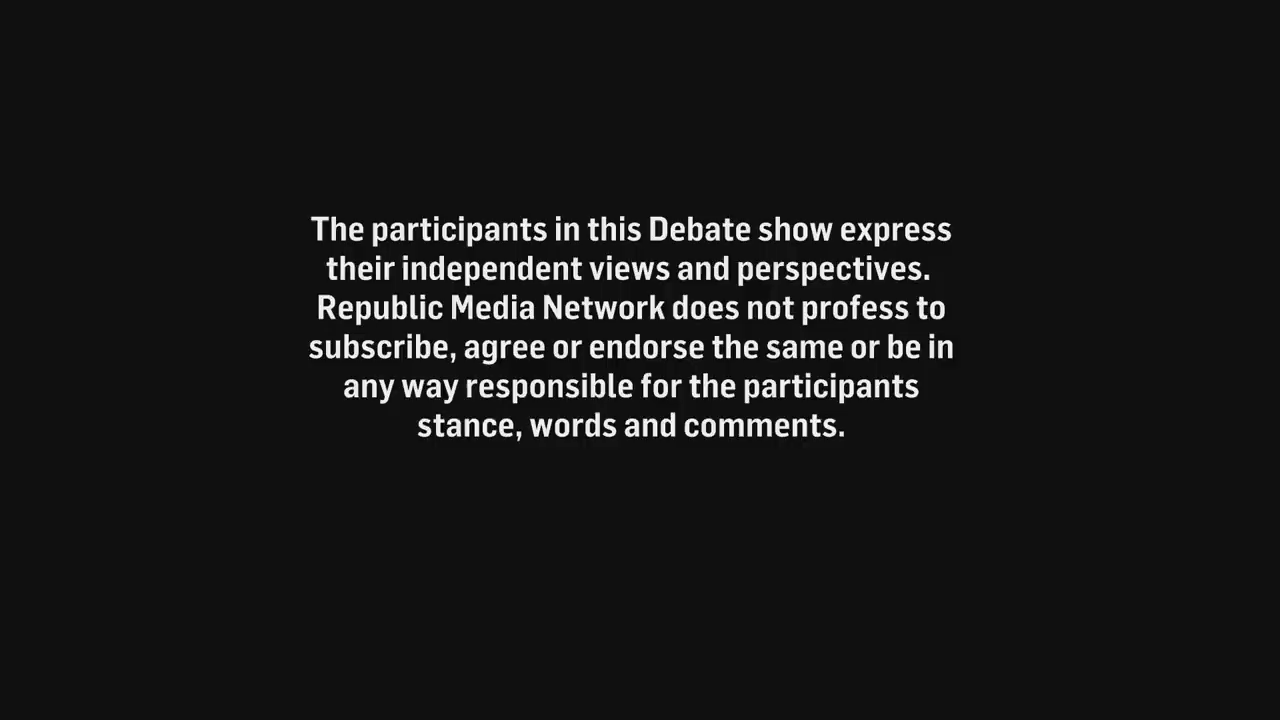 The participants in this Debate show express
their independent views and perspectives.
Republic Media Network does not profess to
subscribe, agree or endorse the same or be in
any way responsible for the participants
stance, words and comments.